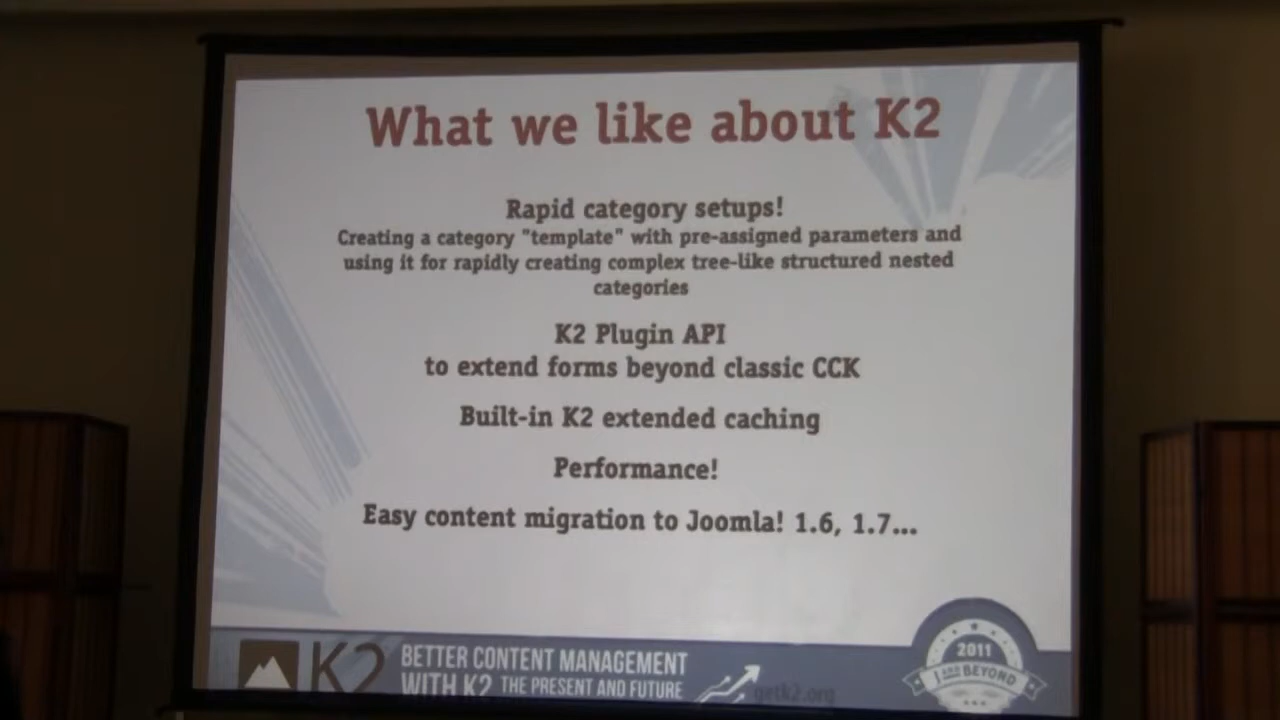 What we like about K2
Rapid category setups!
Creating a category "template" with pre-assigned parameters and
using it for rapidly creating complex tree-like structured nested
categories
K2 Plugin API
to extend forms beyond classic CCK
Built-in K2 extended caching
Performance!
Easy content migration to Joomla! 1.6, 1.7...
K2
BETTER CONTENT MANAGEMENT
WITH K2 THE PRESENT AND FUTURE
getk2.org
2011
J AND BEYOND